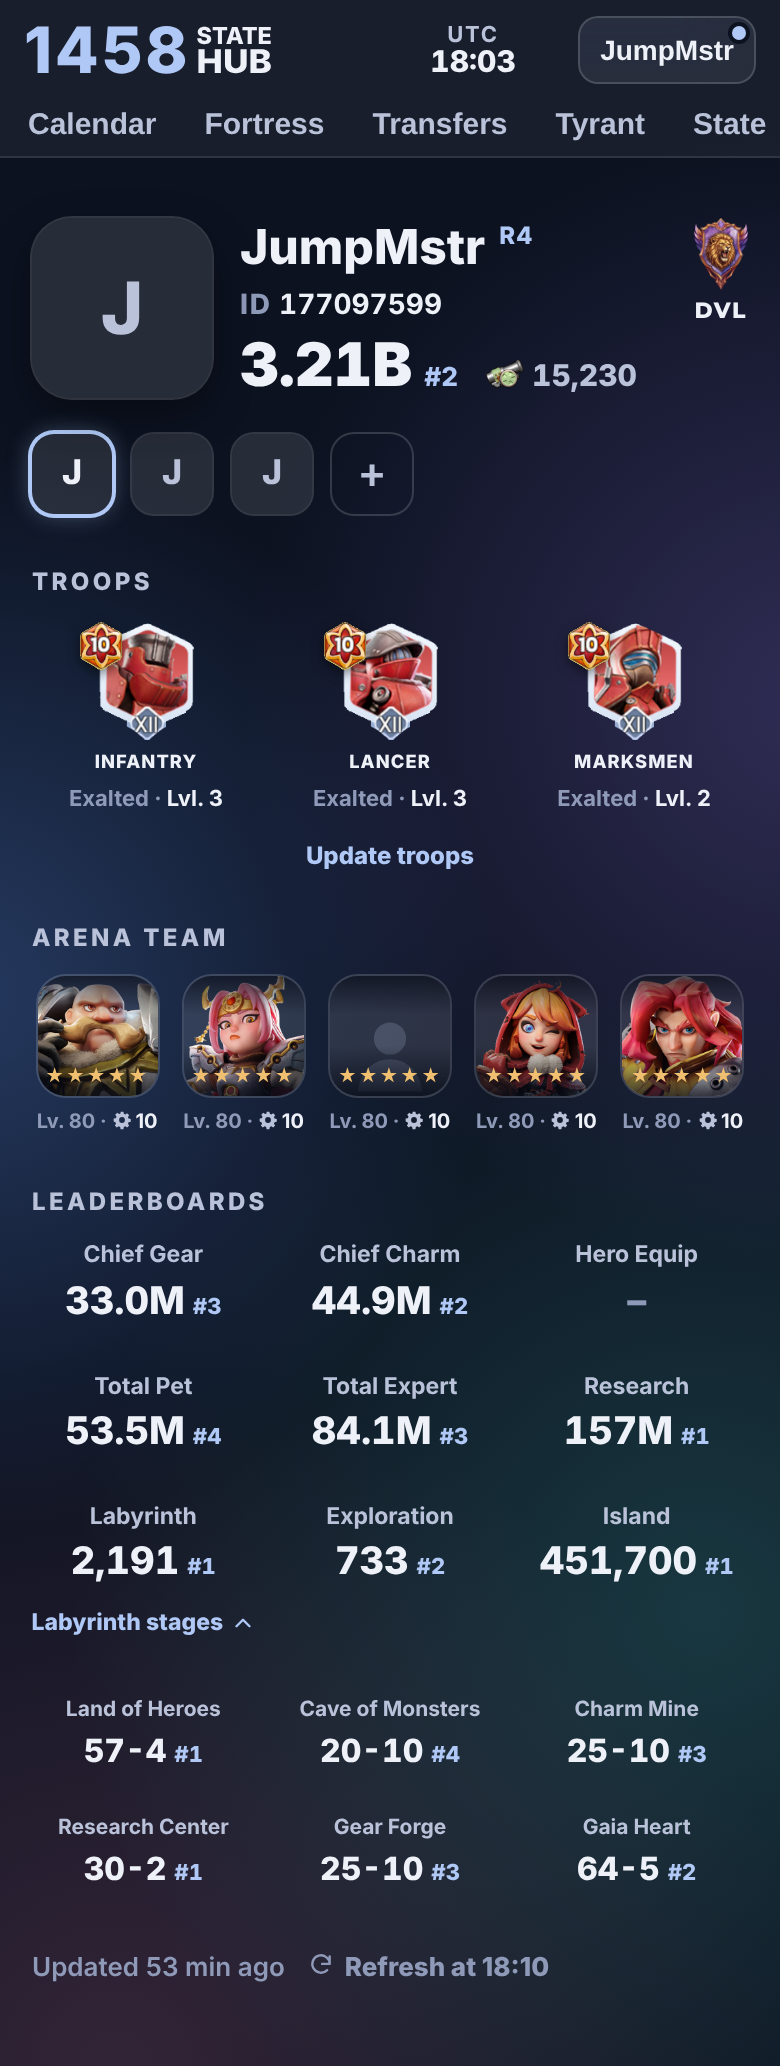 1458 STATE HUB
UTC
18:03
JumpMstr
Calendar Fortress Transfers Tyrant State
J
JumpMstr R4
ID 177097599
3.21B #2 15,230
DVL
J J J +
TROOPS
10 10 10
XII XII XII
INFANTRY LANCER MARKSMEN
Exalted · Lvl. 3 Exalted · Lvl. 3 Exalted · Lvl. 2
Update troops
ARENA TEAM
Lv. 80 · 10 Lv. 80 · 10 Lv. 80 · 10 Lv. 80 · 10 Lv. 80 · 10
LEADERBOARDS
Chief Gear Chief Charm Hero Equip
33.0M #3 44.9M #2 –
Total Pet Total Expert Research
53.5M #4 84.1M #3 157M #1
Labyrinth Exploration Island
2,191 #1 733 #2 451,700 #1
Labyrinth stages
Land of Heroes Cave of Monsters Charm Mine
57-4 #1 20-10 #4 25-10 #3
Research Center Gear Forge Gaia Heart
30-2 #1 25-10 #3 64-5 #2
Updated 53 min ago Refresh at 18:10